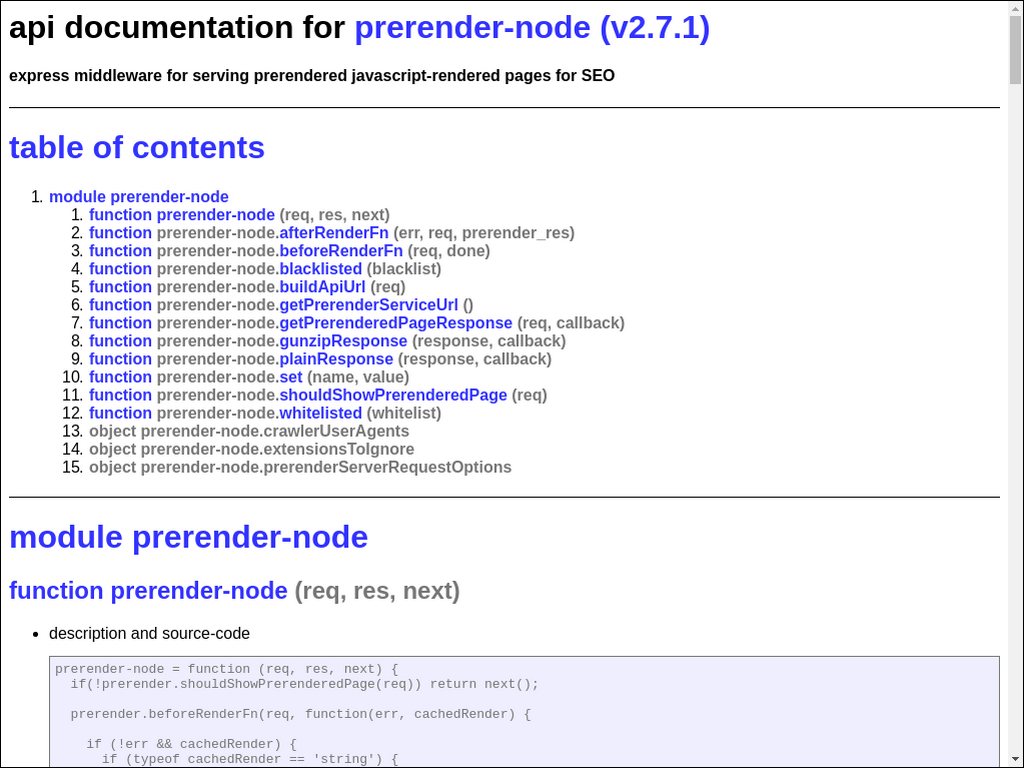 api documentation for prerender-node (v2.7.1)
express middleware for serving prerendered javascript-rendered pages for SEO
table of contents
1. module prerender-node
1. function prerender-node (req, res, next)
2. function prerender-node.afterRenderFn (err, req, prerender_res)
3. function prerender-node.beforeRenderFn (req, done)
4. function prerender-node.blacklisted (blacklist)
5. function prerender-node.buildApiUrl (req)
6. function prerender-node.getPrerenderServiceUrl ()
7. function prerender-node.getPrerenderedPageResponse (req, callback)
8. function prerender-node.gunzipResponse (response, callback)
9. function prerender-node.plainResponse (response, callback)
10. function prerender-node.set (name, value)
11. function prerender-node.shouldShowPrerenderedPage (req)
12. function prerender-node.whitelisted (whitelist)
13. object prerender-node.crawlerUserAgents
14. object prerender-node.extensionsToIgnore
15. object prerender-node.prerenderServerRequestOptions
module prerender-node
function prerender-node (req, res, next)
• description and source-code
prerender-node = function (req, res, next) {
  if(!prerender.shouldShowPrerenderedPage(req)) return next();
  prerender.beforeRenderFn(req, function(err, cachedRender) {
    if (!err && cachedRender) {
      if (typeof cachedRender == 'string') {